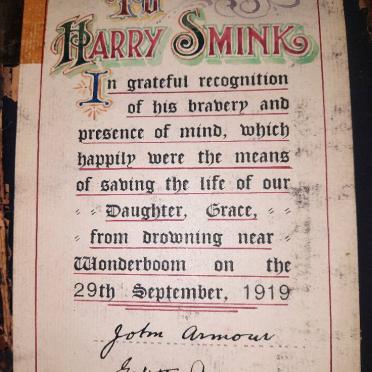 To
HARRY SMINK
In grateful recognition
of his bravery and
presence of mind, which
happily were the means
of saving the life of our
" Daughter, Grace, "
" from drowning near "
Wonderboom on the
29th September, 1919
John Armour